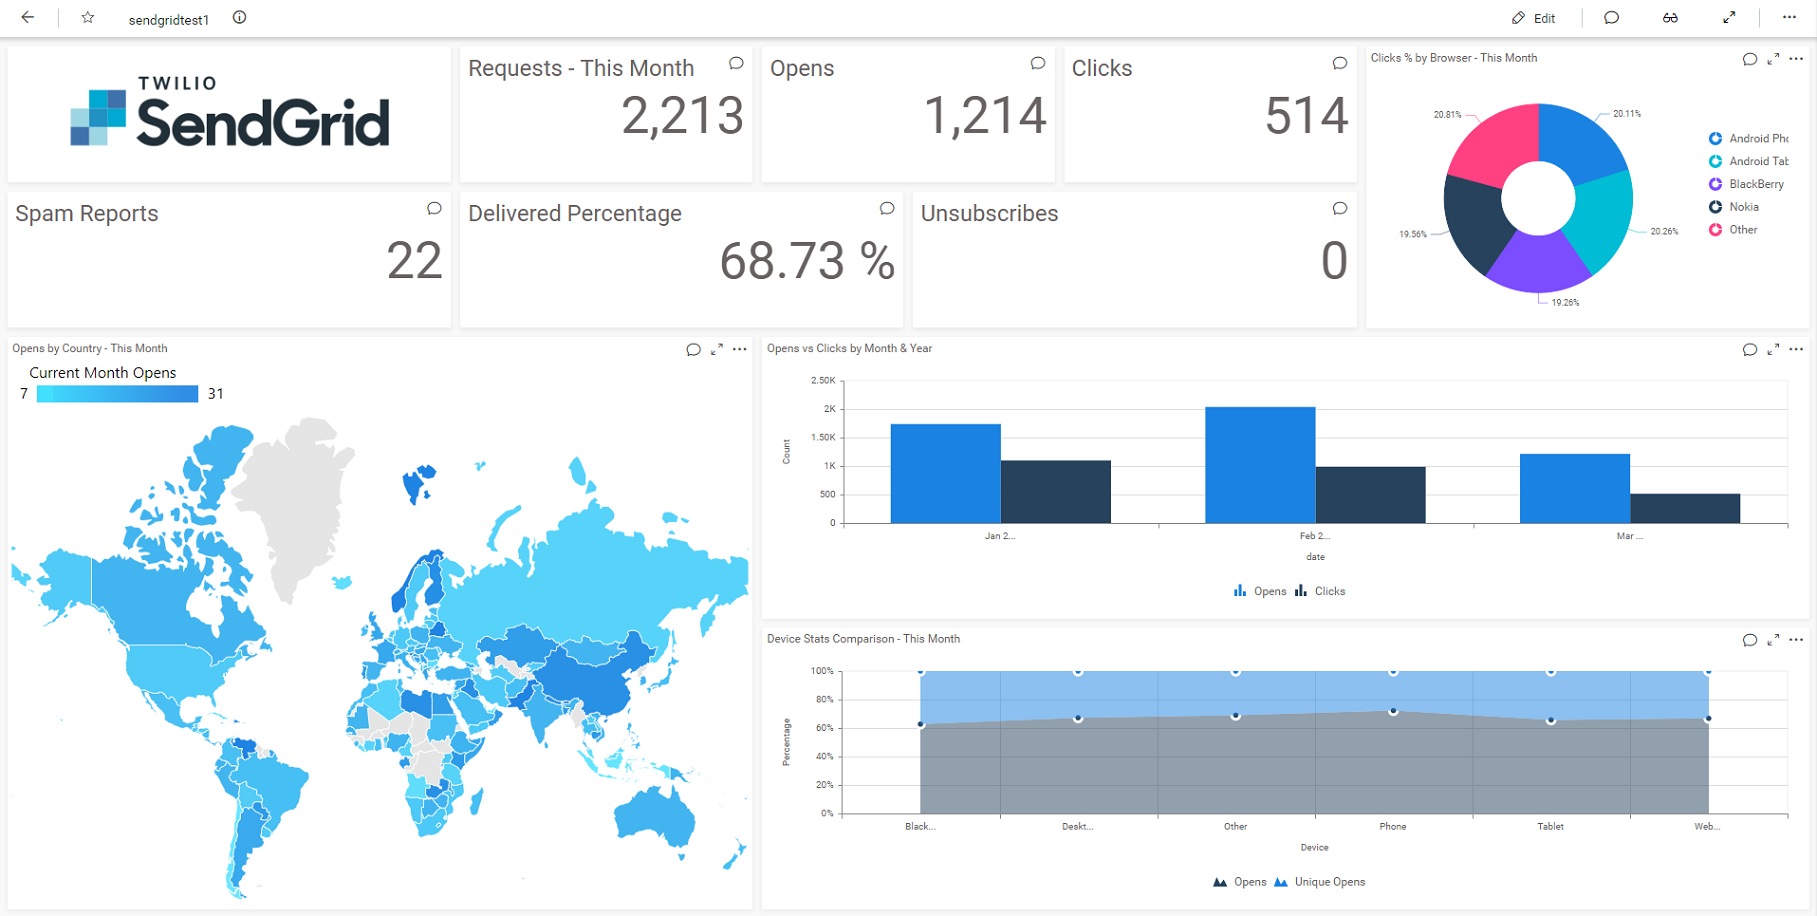 sendgridtest1
Edit
TWILIO
SendGrid
Requests - This Month
2,213
Opens
1,214
Clicks
514
Spam Reports
22
Delivered Percentage
68.73 %
Unsubscribes
0
Clicks % by Browser - This Month
20.81%
20.11%
19.56%
20.26%
19.26%
Android Pho
Android Tab
BlackBerry
Nokia
Other
Opens by Country - This Month
Current Month Opens
7 31
Opens vs Clicks by Month & Year
2.50K
2K
1.50K
1K
500
0
Count
Jan 2... Feb 2... Mar ...
date
Opens Clicks
Device Stats Comparison - This Month
100%
80%
60%
40%
20%
0%
Percentage
Black... Deskt... Other Phone Tablet Web...
Device
Opens Unique Opens